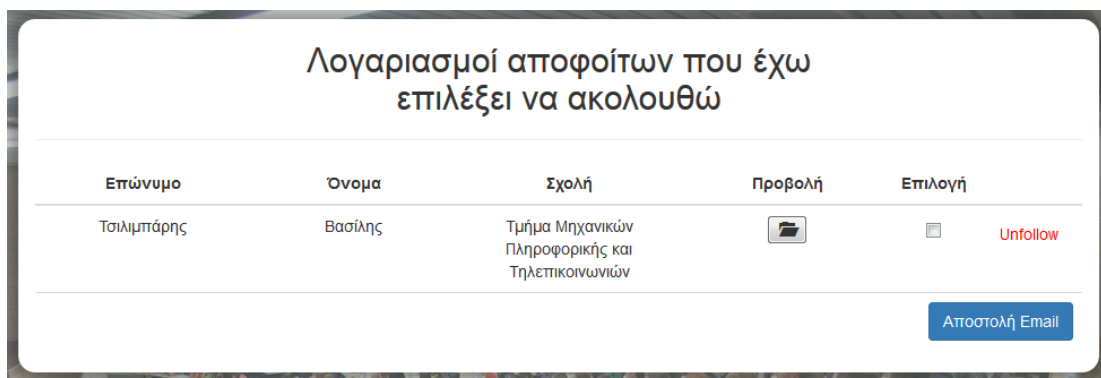 Λογαριασμοί αποφοίτων που έχω
επιλέξει να ακολουθώ
Επώνυμο Όνομα Σχολή Προβολή Επιλογή
Τσιλιμπάρης Βασίλης Τμήμα Μηχανικών Unfollow
Πληροφορικής και
Τηλεπικοινωνιών
Αποστολή Email